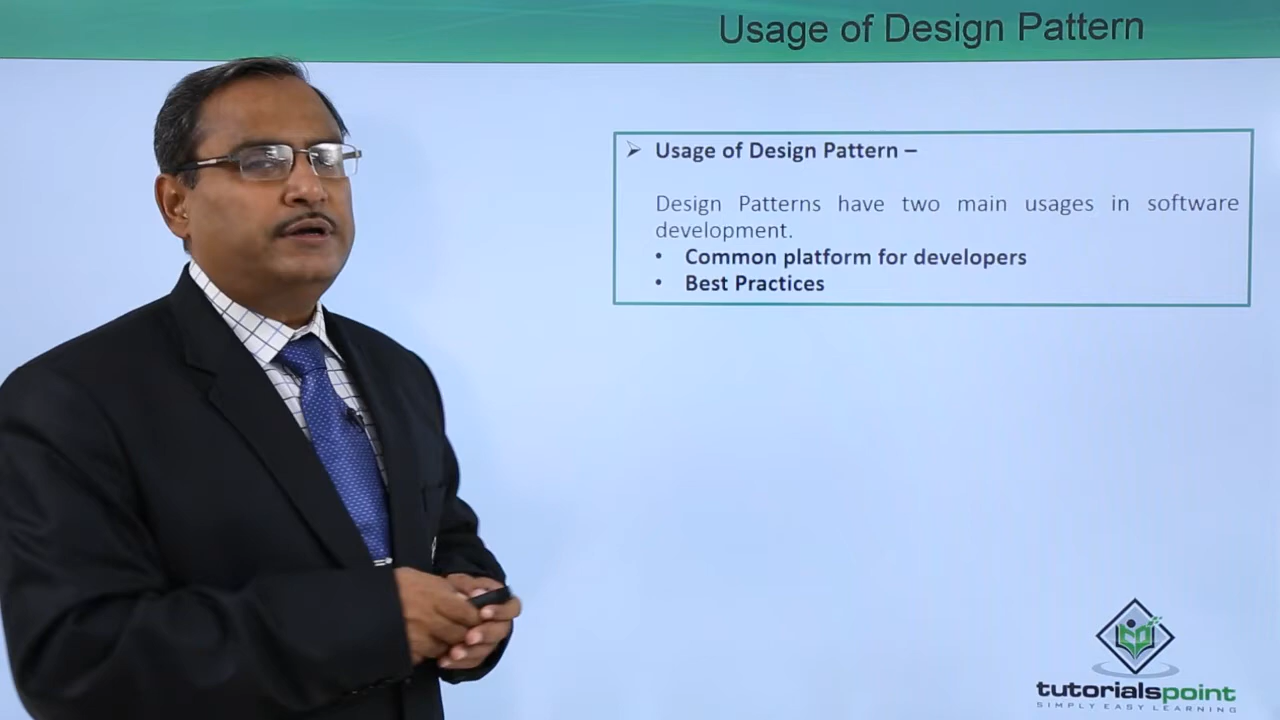 Usage of Design Pattern
Usage of Design Pattern –
Design Patterns have two main usages in software
development.
• Common platform for developers
• Best Practices
tutorialspoint
SIMPLY EASY LEARNING